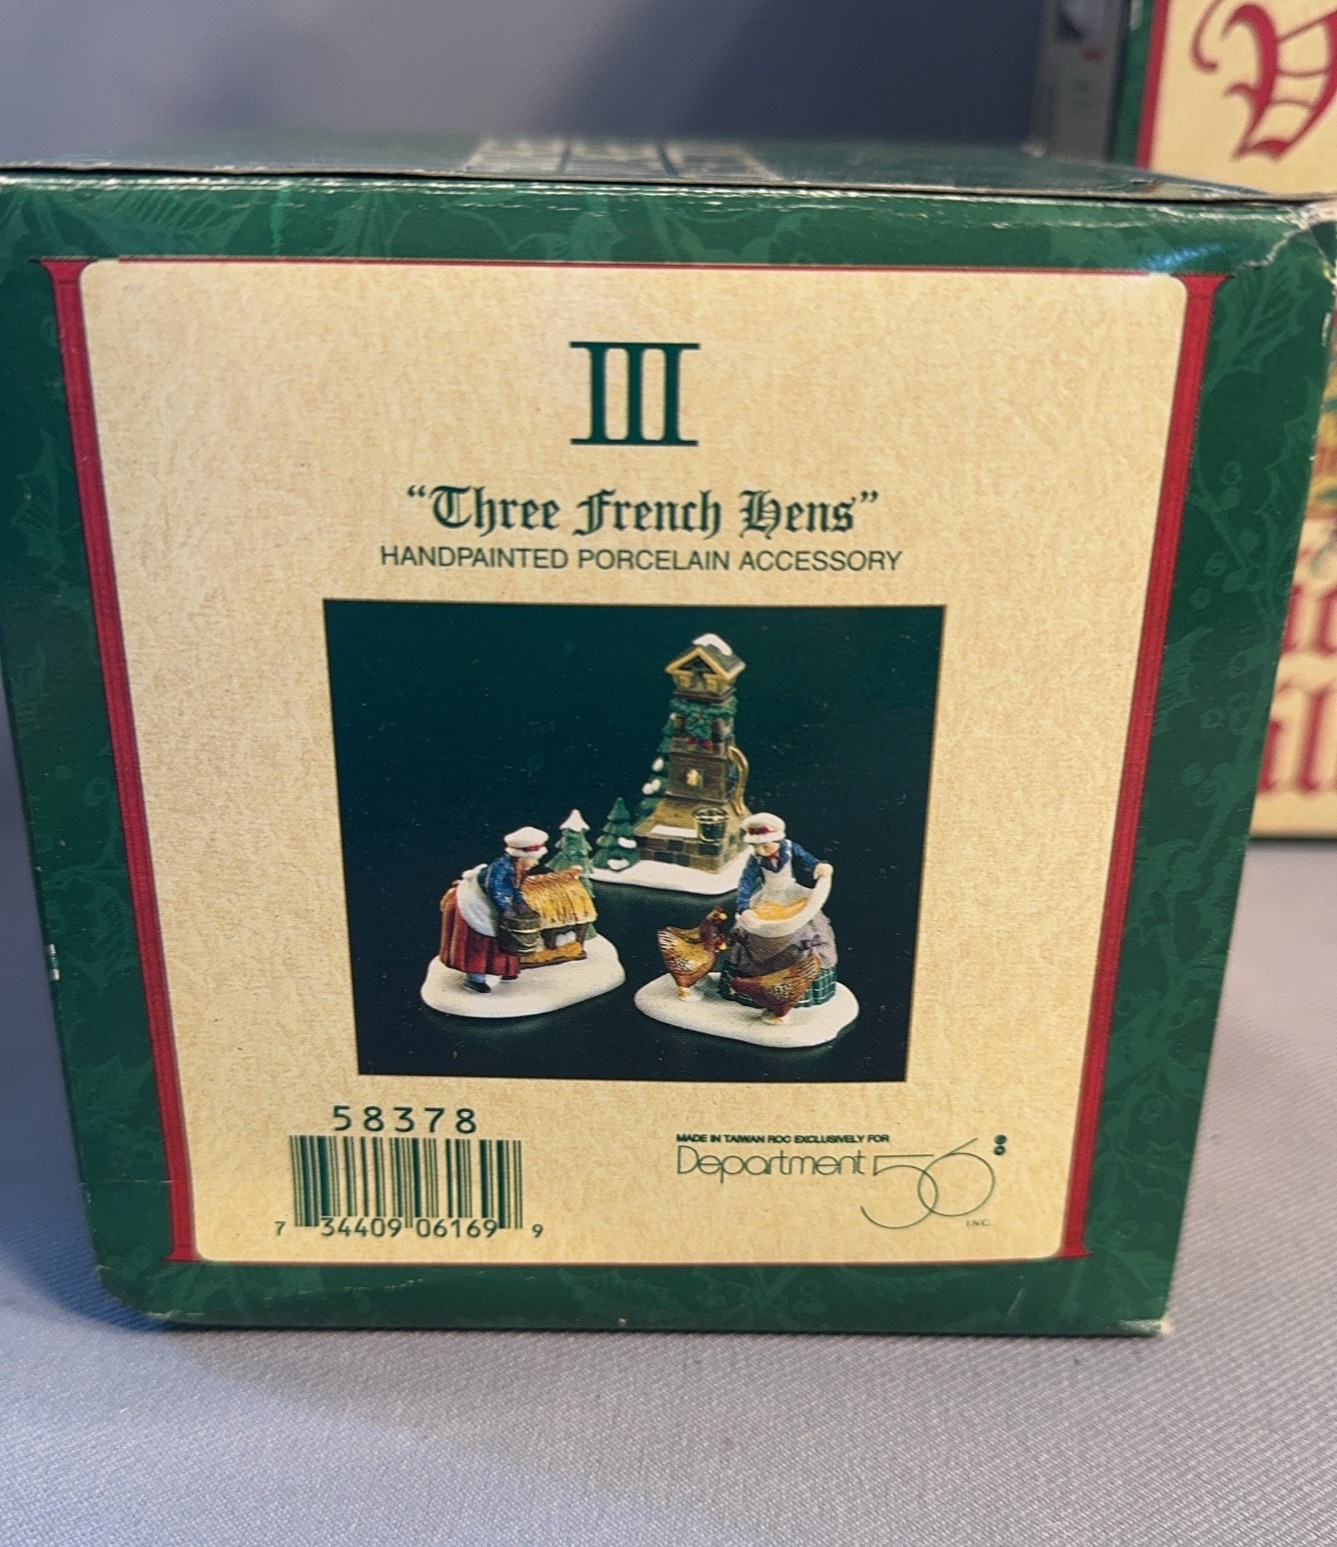 III
“Three French Hens”
HANDPAINTED PORCELAIN ACCESSORY
58378
7 34409 06169 9
MADE IN TAIWAN ROC EXCLUSIVELY FOR
Department 56®
INC.